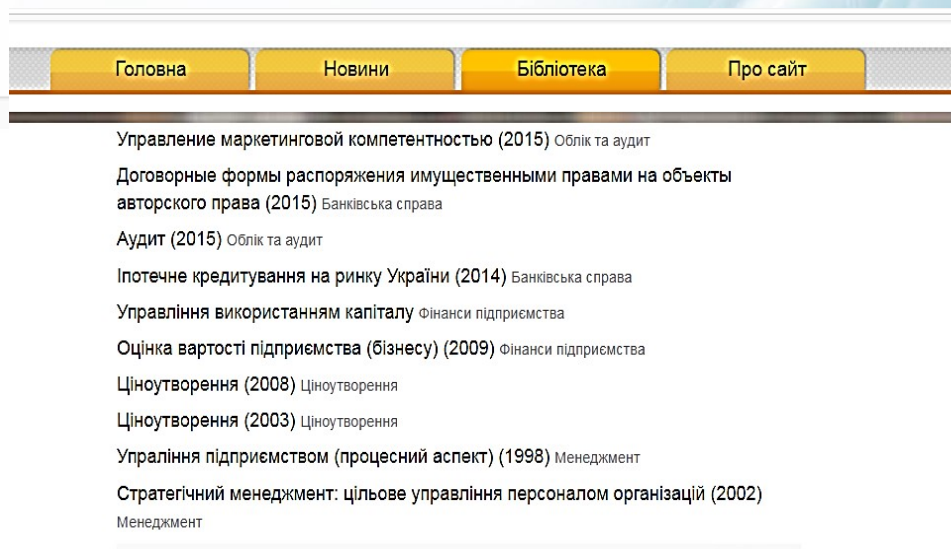 Головна Новини Бібліотека Про сайт
Управление маркетинговой компетентностью (2015) Облік та аудит
Договорные формы распоряжения имущественными правами на объекты
авторского права (2015) Банківська справа
Аудит (2015) Облік та аудит
Іпотечне кредитування на ринку України (2014) Банківська справа
Управління використанням капіталу Фінанси підприємства
Оцінка вартості підприємства (бізнесу) (2009) Фінанси підприємства
Ціноутворення (2008) Ціноутворення
Ціноутворення (2003) Ціноутворення
Упраління підприємством (процесний аспект) (1998) Менеджмент
Стратегічний менеджмент: цільове управління персоналом організацій (2002)
Менеджмент